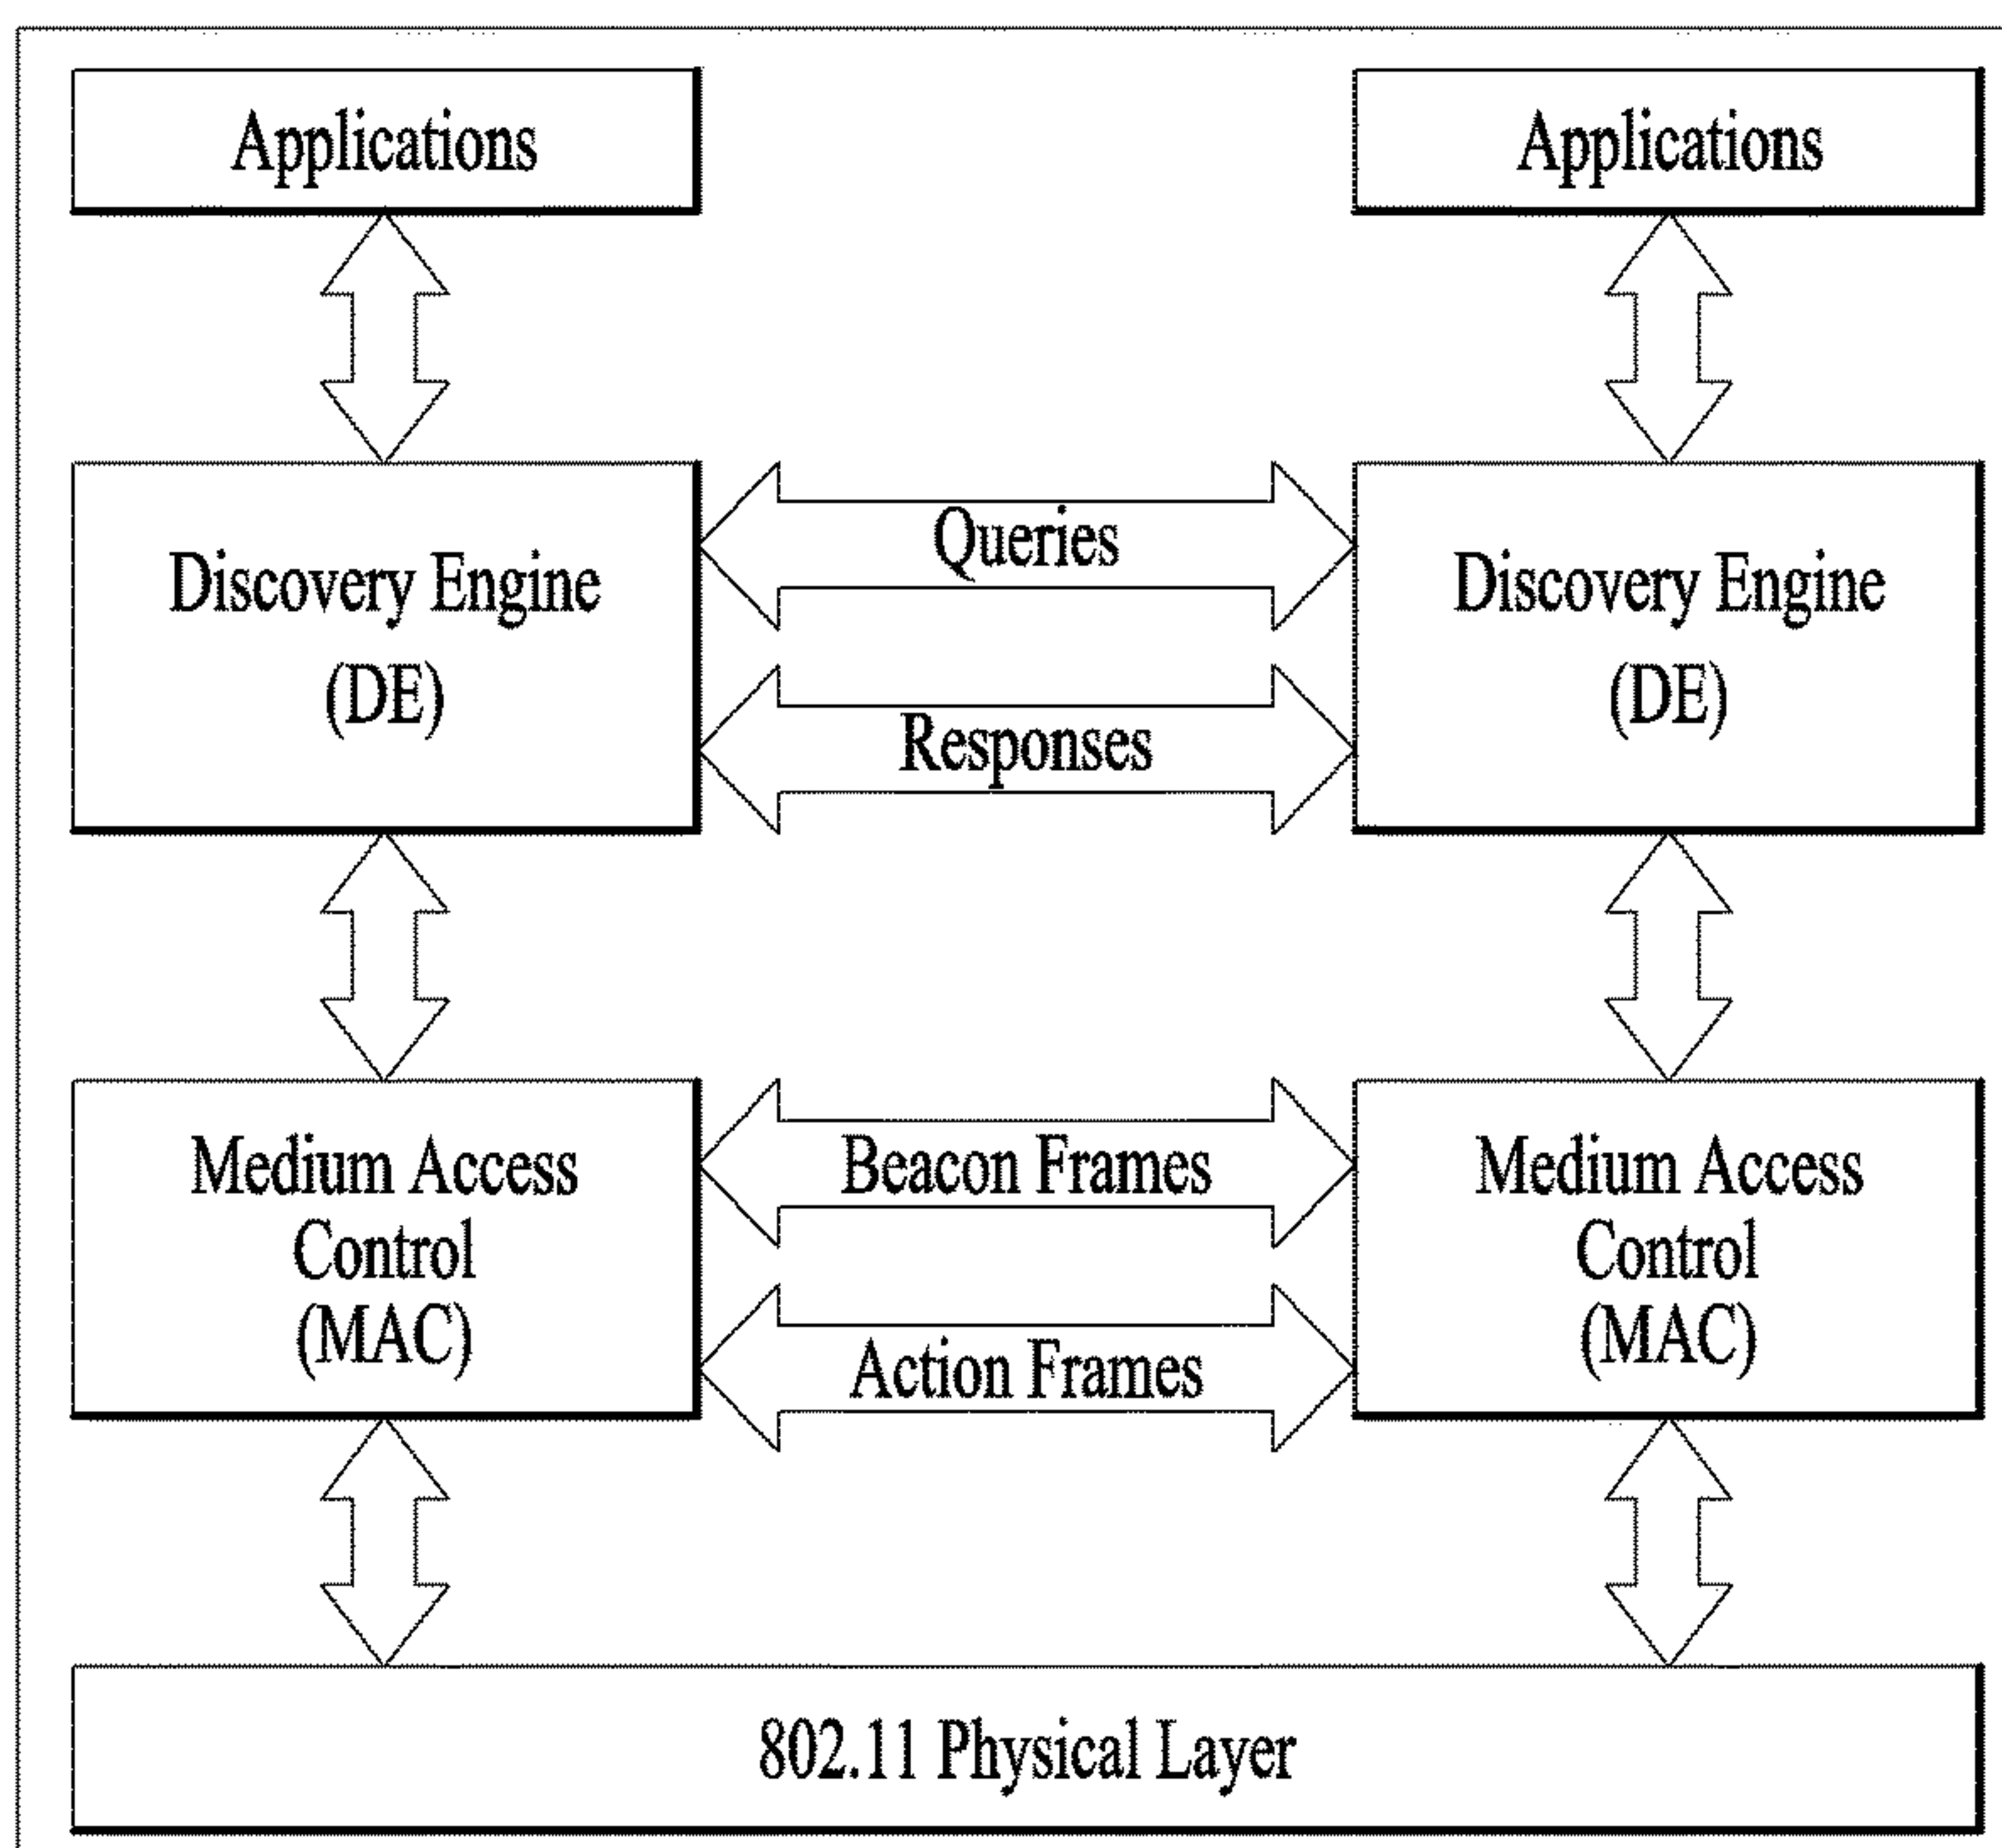 Applications
Applications
Discovery Engine
(DE)
Queries
Responses
Discovery Engine
(DE)
Medium Access
Control
(MAC)
Beacon Frames
Action Frames
Medium Access
Control
(MAC)
802.11 Physical Layer